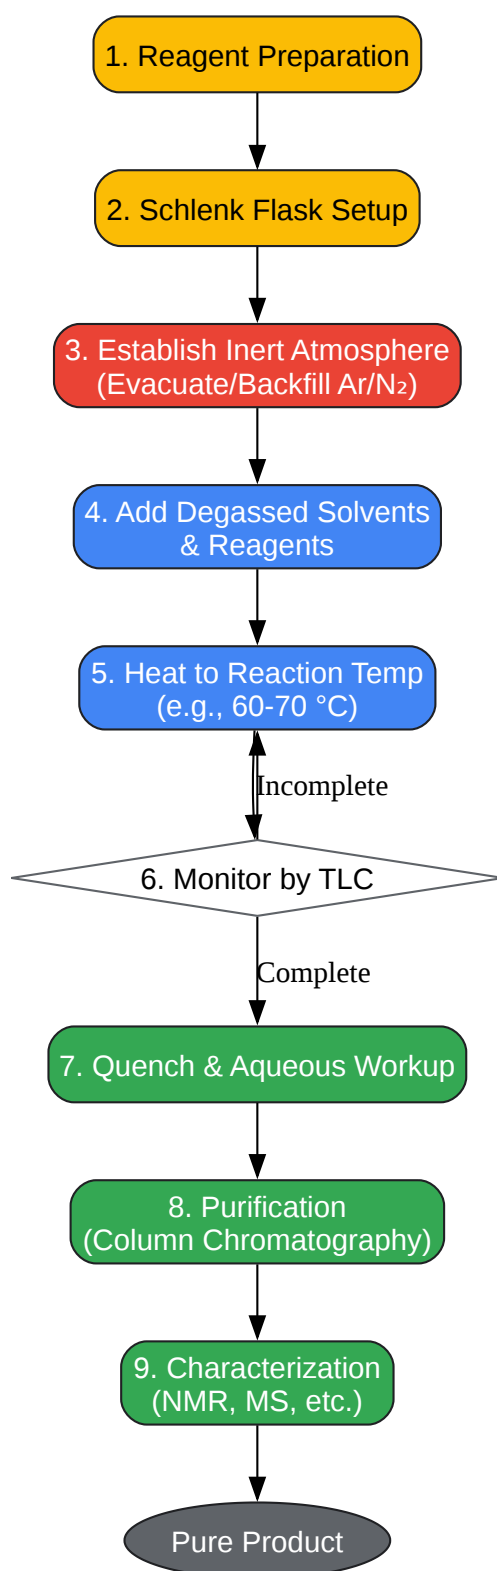 1. Reagent Preparation
2. Schlenk Flask Setup
3. Establish Inert Atmosphere
(Evacuate/Backfill Ar/N₂)
4. Add Degassed Solvents
& Reagents
5. Heat to Reaction Temp
(e.g., 60-70 °C)
Incomplete
6. Monitor by TLC
Complete
7. Quench & Aqueous Workup
8. Purification
(Column Chromatography)
9. Characterization
(NMR, MS, etc.)
Pure Product